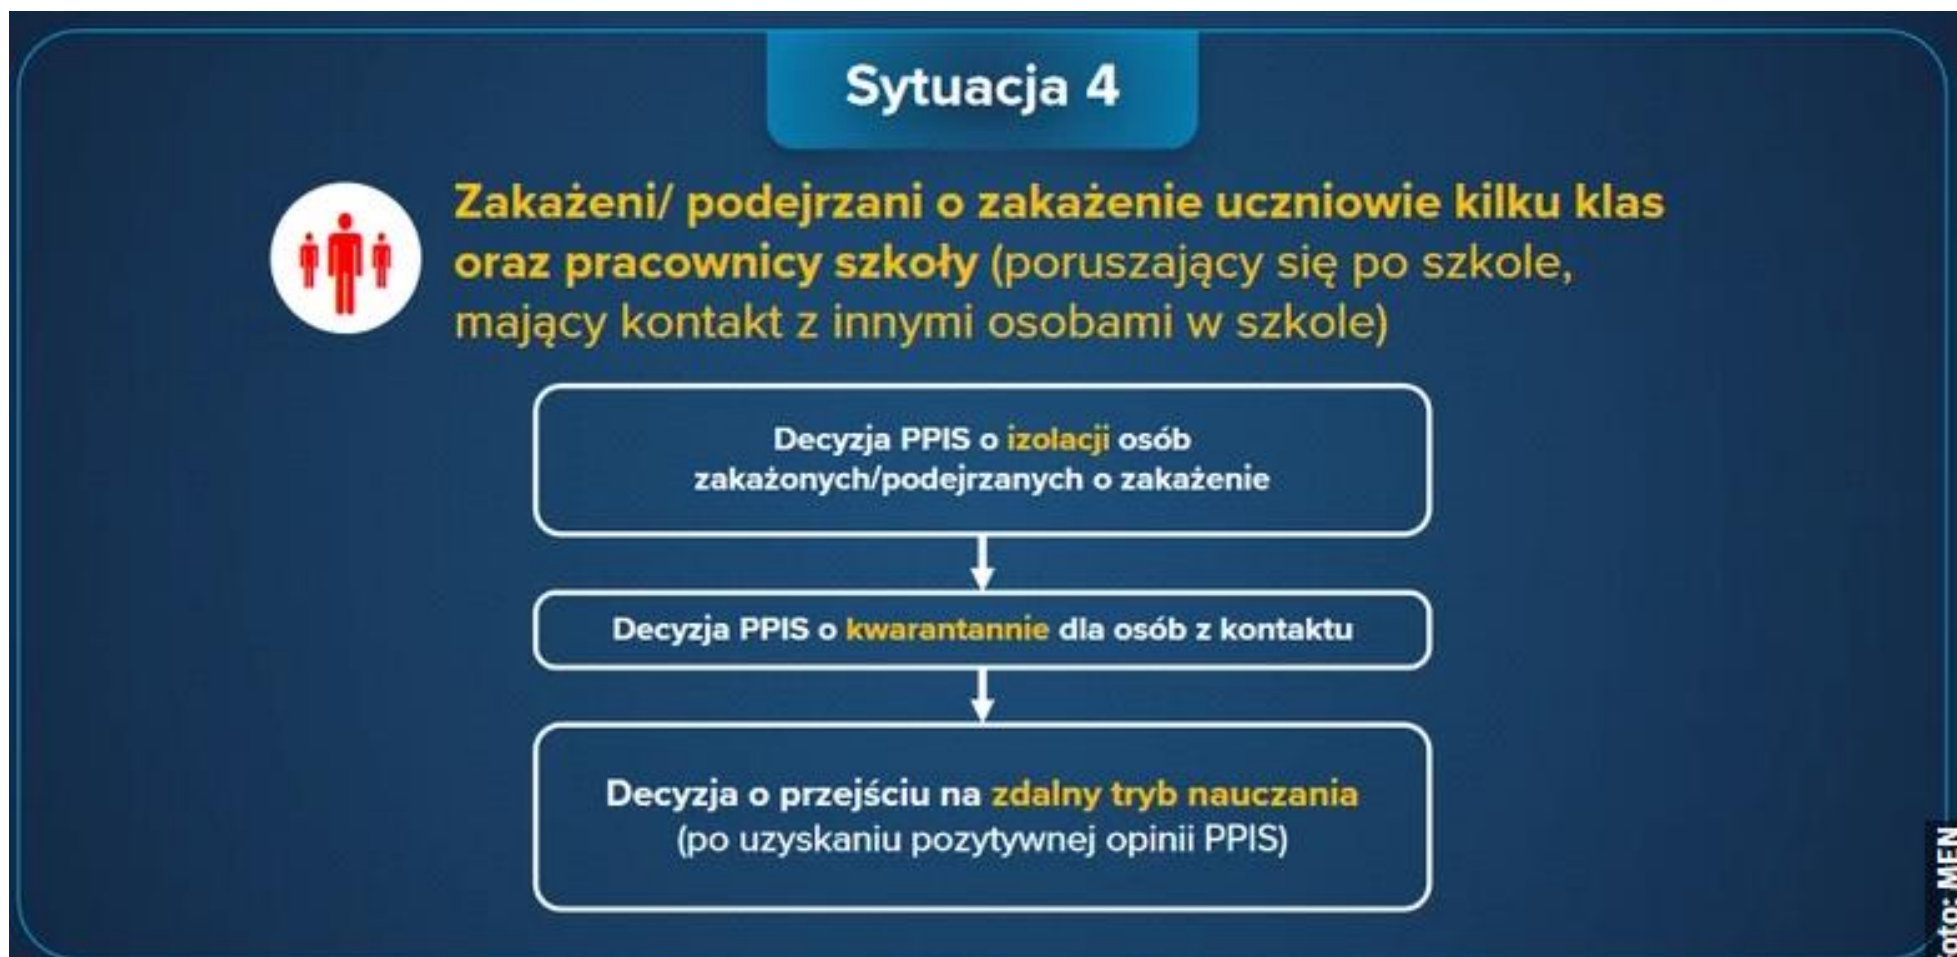 Sytuacja 4
Zakażeni/ podejrzani o zakażenie uczniowie kilku klas
oraz pracownicy szkoły (poruszający się po szkole,
mający kontakt z innymi osobami w szkole)
Decyzja PPIS o izolacji osób
zakażonych/podejrzanych o zakażenie
Decyzja PPIS o kwarantannie dla osób z kontaktu
Decyzja o przejściu na zdalny tryb nauczania
(po uzyskaniu pozytywnej opinii PPIS)
foto: MEN